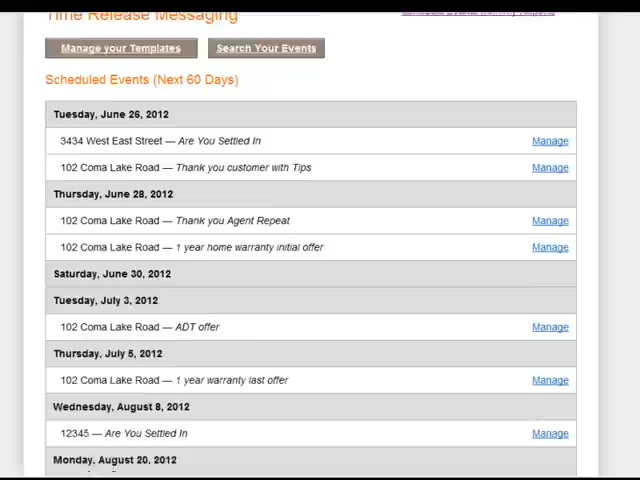 Time Release Messaging
Manage your Templates
Search Your Events
Scheduled Events (Next 60 Days)
Tuesday, June 26, 2012
3434 West East Street — Are You Settled In Manage
102 Coma Lake Road — Thank you customer with Tips Manage
Thursday, June 28, 2012
102 Coma Lake Road — Thank you Agent Repeat Manage
102 Coma Lake Road — 1 year home warranty initial offer Manage
Saturday, June 30, 2012
Tuesday, July 3, 2012
102 Coma Lake Road — ADT offer Manage
Thursday, July 5, 2012
102 Coma Lake Road — 1 year warranty last offer Manage
Wednesday, August 8, 2012
12345 — Are You Settled In Manage
Monday, August 20, 2012